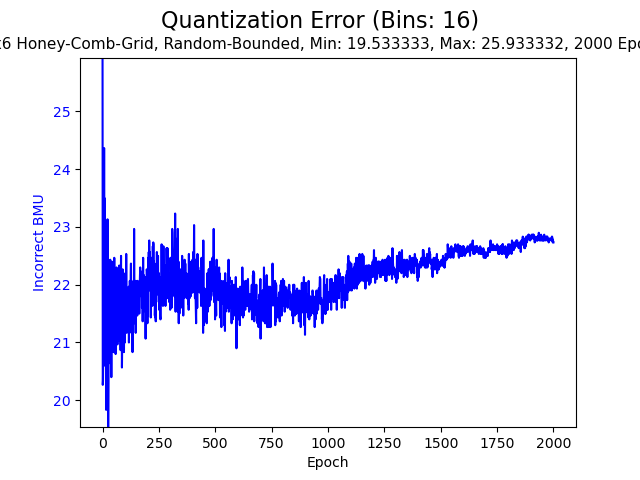 Quantization Error (Bins: 16)
6 Honey-Comb-Grid, Random-Bounded, Min: 19.533333, Max: 25.933332, 2000
25
24
23
22
21
20
Incorrect BMU
0 250 500 750 1000 1250 1500 1750 2000
Epoch